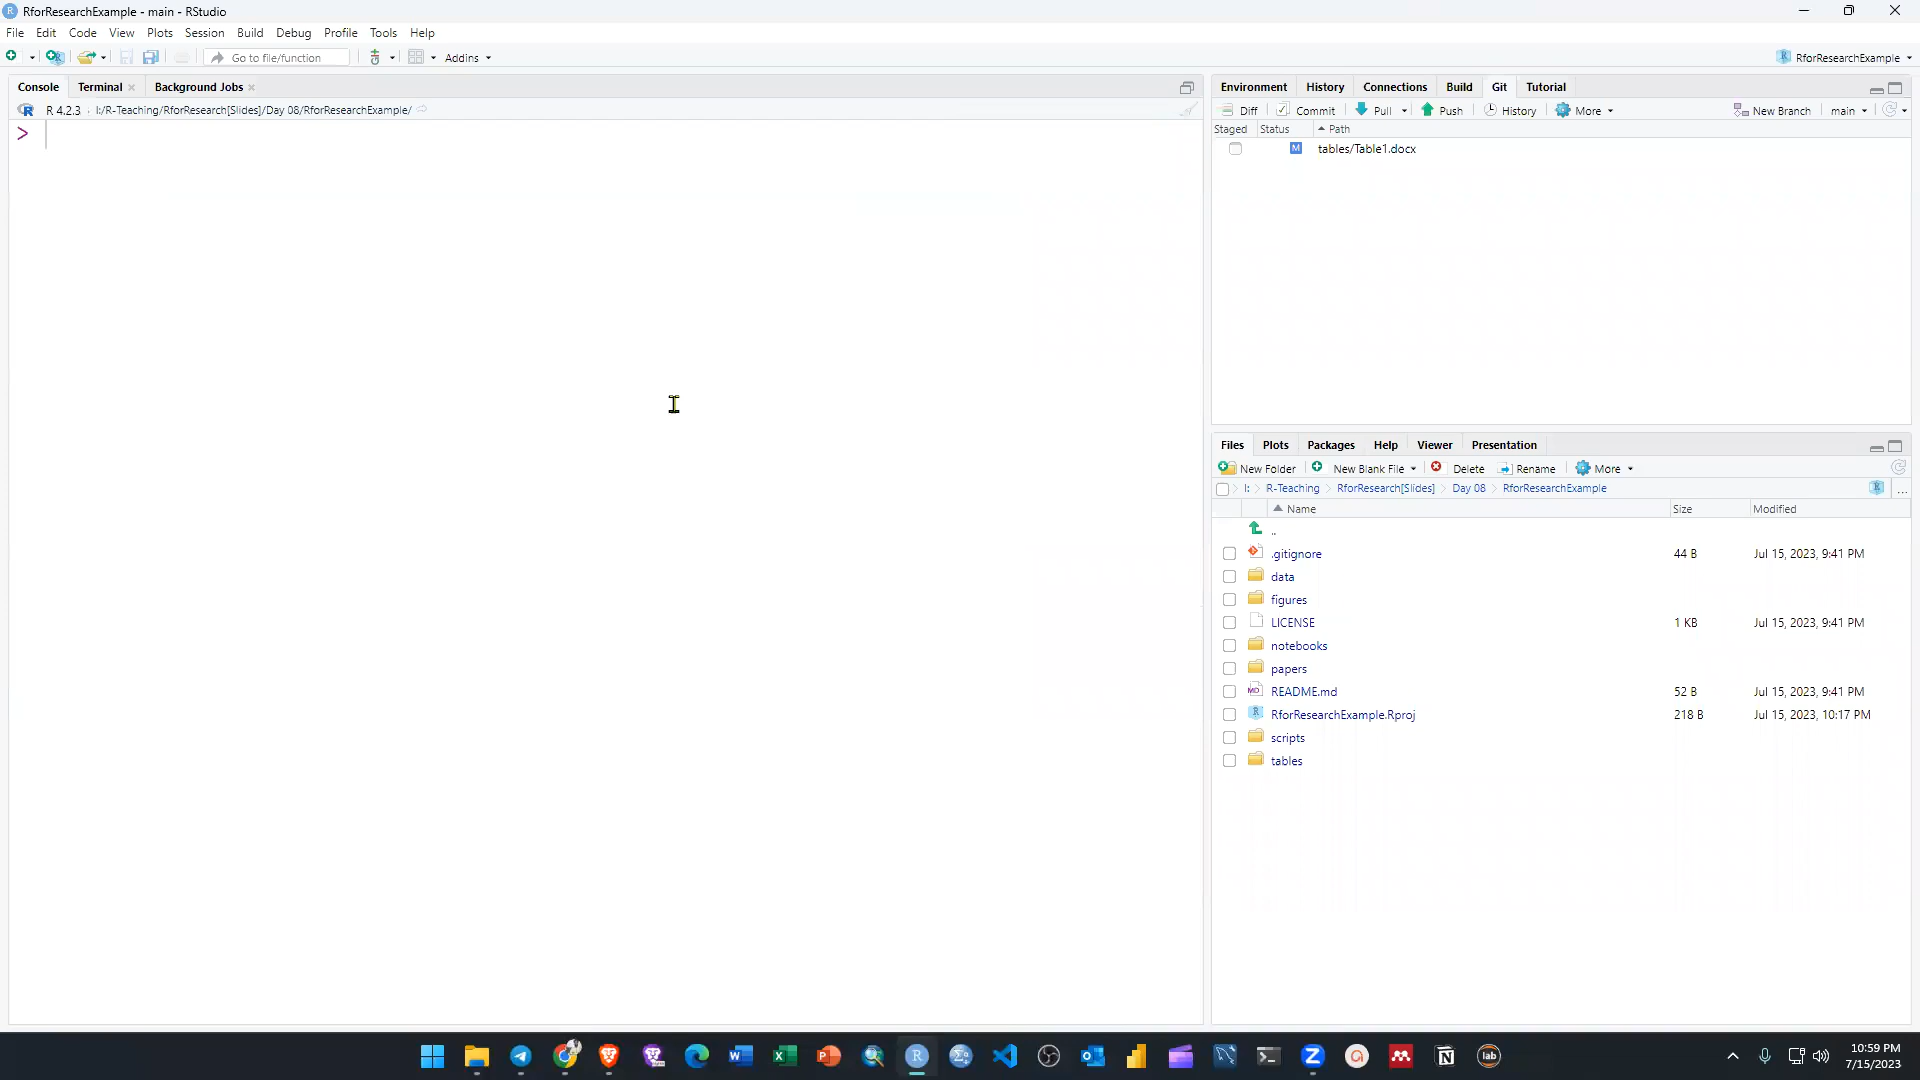 RforResearchExample - main - RStudio
File Edit Code View Plots Session Build Debug Profile Tools Help
Go to file/function Addins RforResearchExample
Console Terminal Background Jobs
R 4.2.3 · I:/R-Teaching/RforResearch[Slides]/Day 08/RforResearchExample/
>
Environment History Connections Build Git Tutorial
Diff Commit Pull Push History More New Branch main
Staged Status Path
M tables/Table1.docx
Files Plots Packages Help Viewer Presentation
New Folder New Blank File Delete Rename More
I: R-Teaching RforResearch[Slides] Day 08 RforResearchExample ...
Name Size Modified
..
.gitignore 44 B Jul 15, 2023, 9:41 PM
data
figures
LICENSE 1 KB Jul 15, 2023, 9:41 PM
notebooks
papers
README.md 52 B Jul 15, 2023, 9:41 PM
RforResearchExample.Rproj 218 B Jul 15, 2023, 10:17 PM
scripts
tables
lab
10:59 PM
7/15/2023